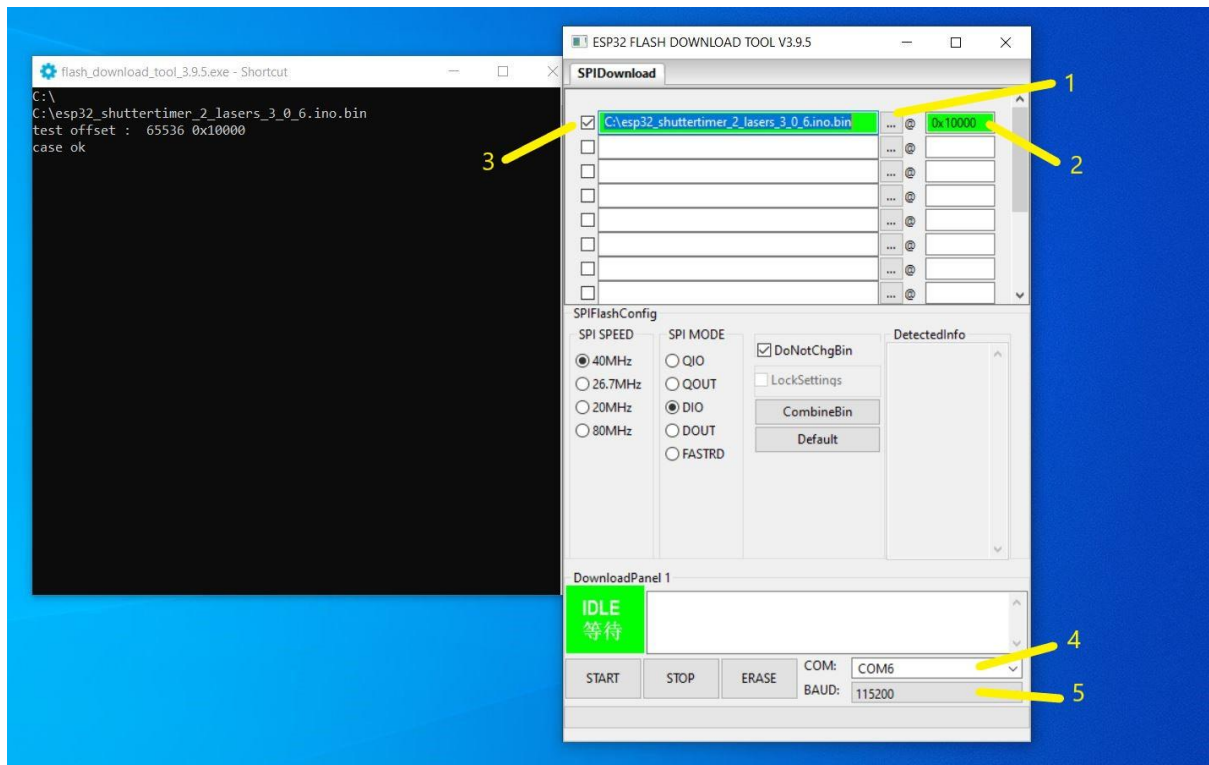 flash_download_tool_3.9.5.exe - Shortcut
C:\
C:\esp32_shuttertimer_2_lasers_3_0_6.ino.bin
test offset :  65536 0x1000%
case ok
ESP32 FLASH DOWNLOAD TOOL V3.9.5
SPIDownload
1
C:\esp32_shuttertimer_2_lasers_3_0_6.ino.bin ... @ 0x10000
3
2
... @
... @
... @
... @
... @
... @
... @
SPIFlashConfig
SPI SPEED SPI MODE DetectedInfo
40MHz QIO DoNotChgBin
26.7MHz QOUT LockSettings
20MHz DIO CombineBin
80MHz DOUT Default
FASTRD
DownloadPanel 1
IDLE
等待
4
START STOP ERASE COM: COM6
BAUD: 115200
5